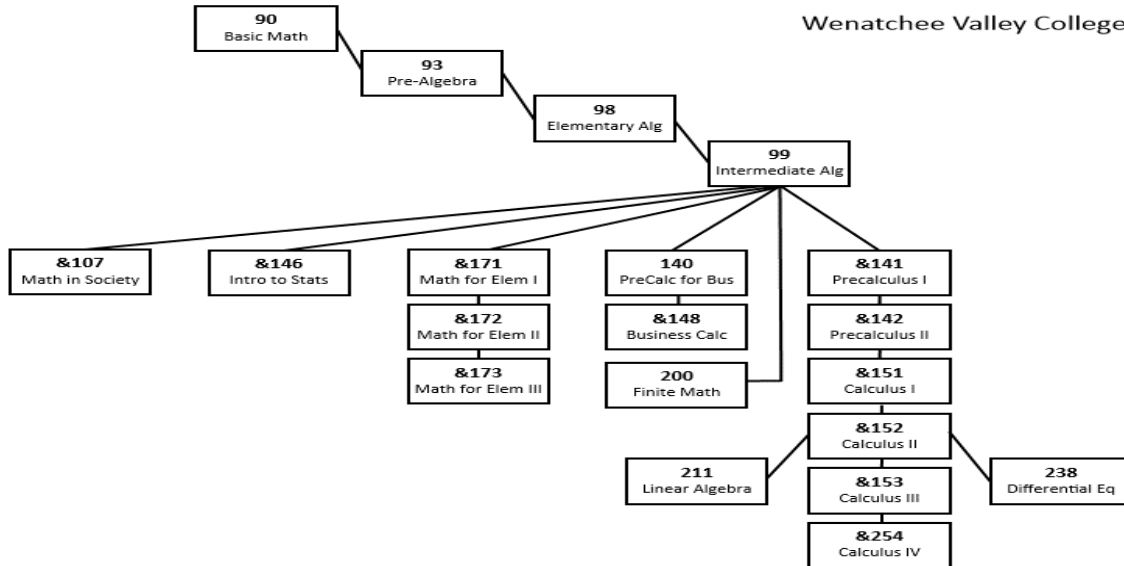 90
Basic Math
Wenatchee Valley College
93
Pre-Algebra
98
Elementary Alg
99
Intermediate Alg
&107
Math in Society
&146
Intro to Stats
&171
Math for Elem I
140
PreCalc for Bus
&141
Precalculus I
&172
Math for Elem II
&148
Business Calc
&142
Precalculus II
&173
Math for Elem III
200
Finite Math
&151
Calculus I
&152
Calculus II
211
Linear Algebra
&153
Calculus III
238
Differential Eq
&254
Calculus IV